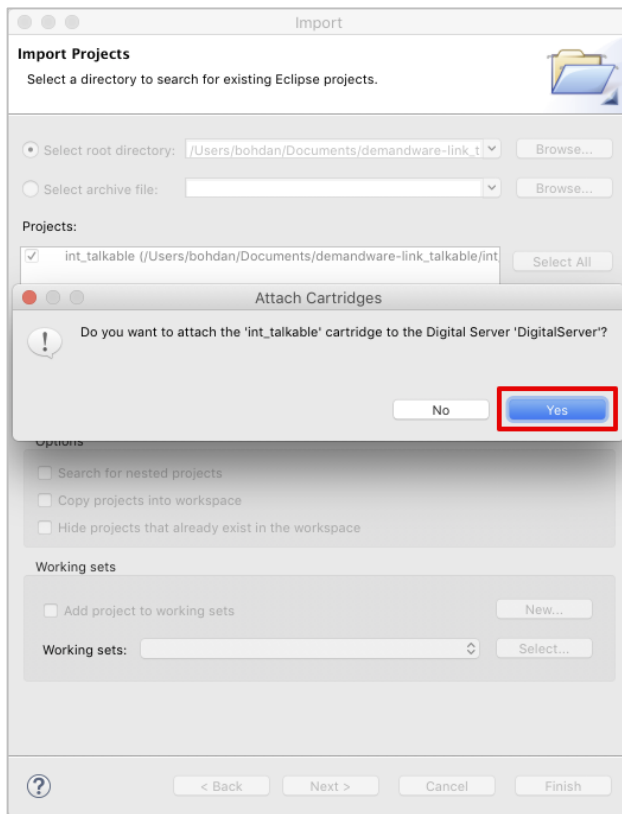 Import
Import Projects
Select a directory to search for existing Eclipse projects.
Select root directory: /Users/bohdan/Documents/demandware-link_t Browse...
Select archive file: Browse...
Projects:
int_talkable (/Users/bohdan/Documents/demandware-link_talkable/int_ Select All
Attach Cartridges
Do you want to attach the 'int_talkable' cartridge to the Digital Server 'DigitalServer'?
No Yes
Options
Search for nested projects
Copy projects into workspace
Hide projects that already exist in the workspace
Working sets
Add project to working sets New...
Working sets: Select...
? < Back Next > Cancel Finish